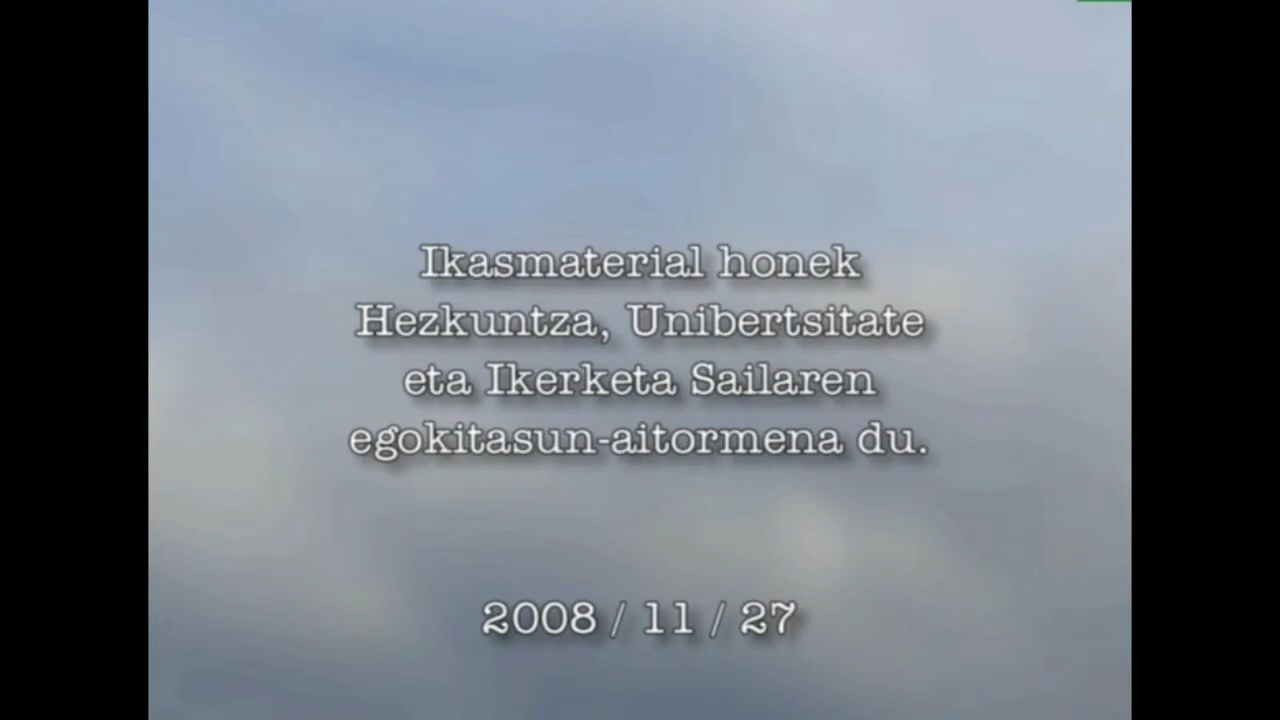 Ikasmaterial honek
Hezkuntza, Unibertsitate
eta Ikerketa Sailaren
egokitasun-aitormena du.
2008 / 11 / 27